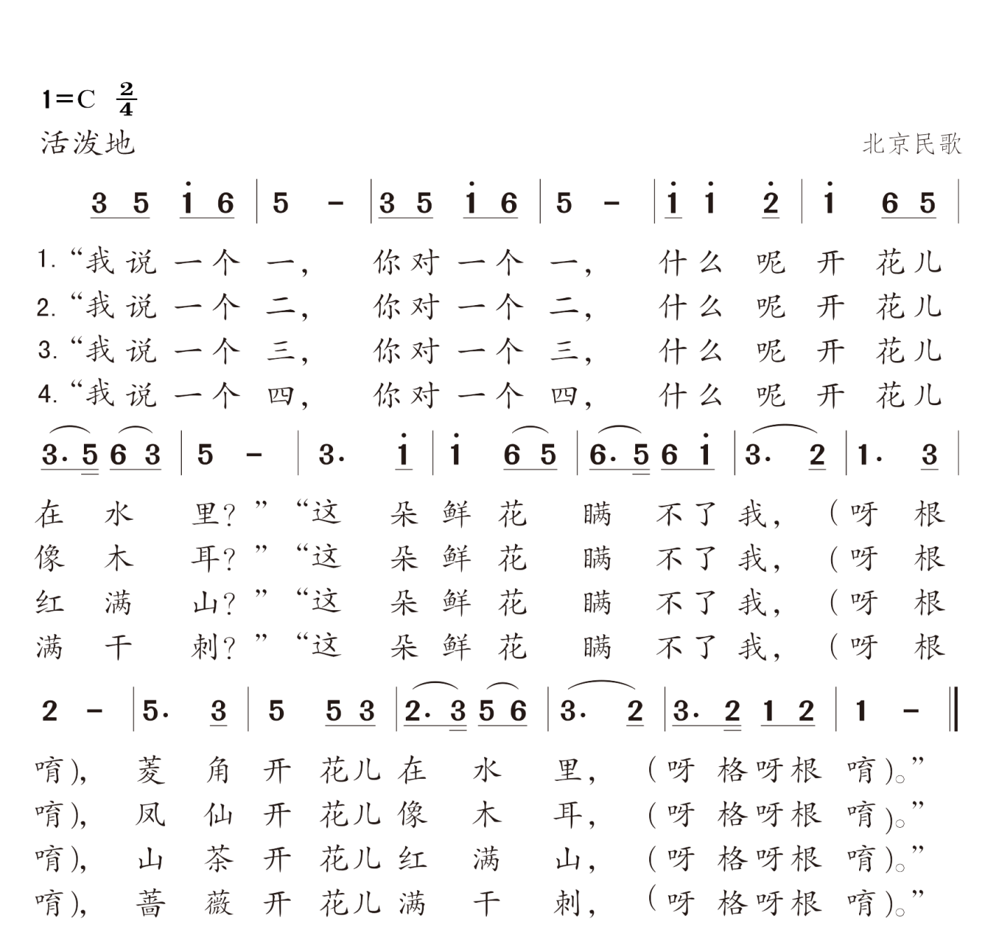 1=C 2/4
活泼地 北京民歌
3 5 i 6 | 5 – | 3 5 i 6 | 5 – | i i 2̇ | i 6 5 |
1. “我说一个一，你对一个一，什么呢开花儿
2. “我说一个二，你对一个二，什么呢开花儿
3. “我说一个三，你对一个三，什么呢开花儿
4. “我说一个四，你对一个四，什么呢开花儿
3. 5 6 3 | 5 – | 3. i | i 6 5 | 6. 5 6 i | 3. 2 | 1. 3 |
在水里？”“这朵鲜花瞒不了我，（呀根
像木耳？”“这朵鲜花瞒不了我，（呀根
红满山？”“这朵鲜花瞒不了我，（呀根
满干刺？”“这朵鲜花瞒不了我，（呀根
2 – | 5. 3 | 5 5 3 | 2. 3 5 6 | 3. 2 | 3. 2 1 2 | 1 – ‖
唷），菱角开花儿在水里，（呀格呀根唷）。”
唷），凤仙开花儿像木耳，（呀格呀根唷）。”
唷），山茶开花儿红满山，（呀格呀根唷）。”
唷），蔷薇开花儿满干刺，（呀格呀根唷）。”